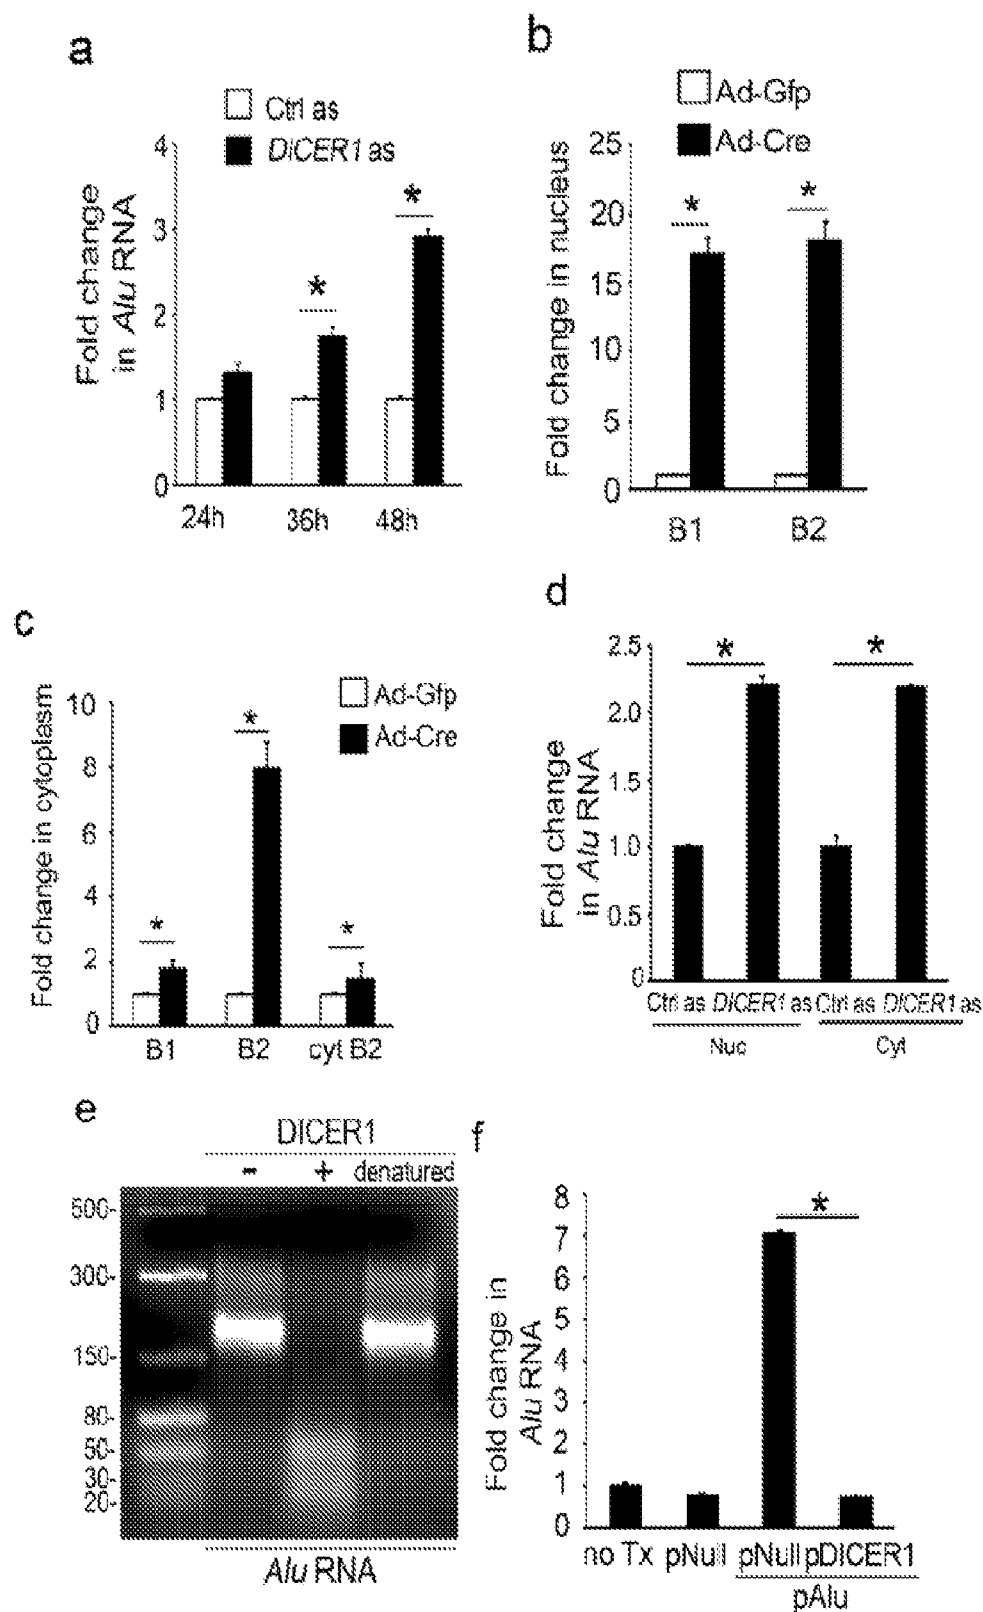 a
Ctrl as
DICER1 as
Fold change
in Alu RNA
4
3
2
1
0
*
*
24h
36h
48h
b
Ad-Gfp
Ad-Cre
Fold change in nucleus
25
20
15
10
5
0
*
*
B1
B2
c
Ad-Gfp
Ad-Cre
Fold change in cytoplasm
10
8
6
4
2
0
*
*
*
B1
B2
cyt B2
d
Fold change
in Alu RNA
2.5
2.0
1.5
1.0
0.5
0
*
*
Ctrl as DICER1 as Ctrl as DICER1 as
Nuc
Cyt
e
DICER1
- + denatured
500-
300-
150-
80-
50-
30-
20-
Alu RNA
f
Fold change in
Alu RNA
8
7
6
5
4
3
2
1
0
*
no Tx pNull pNull pDICER1
pAlu